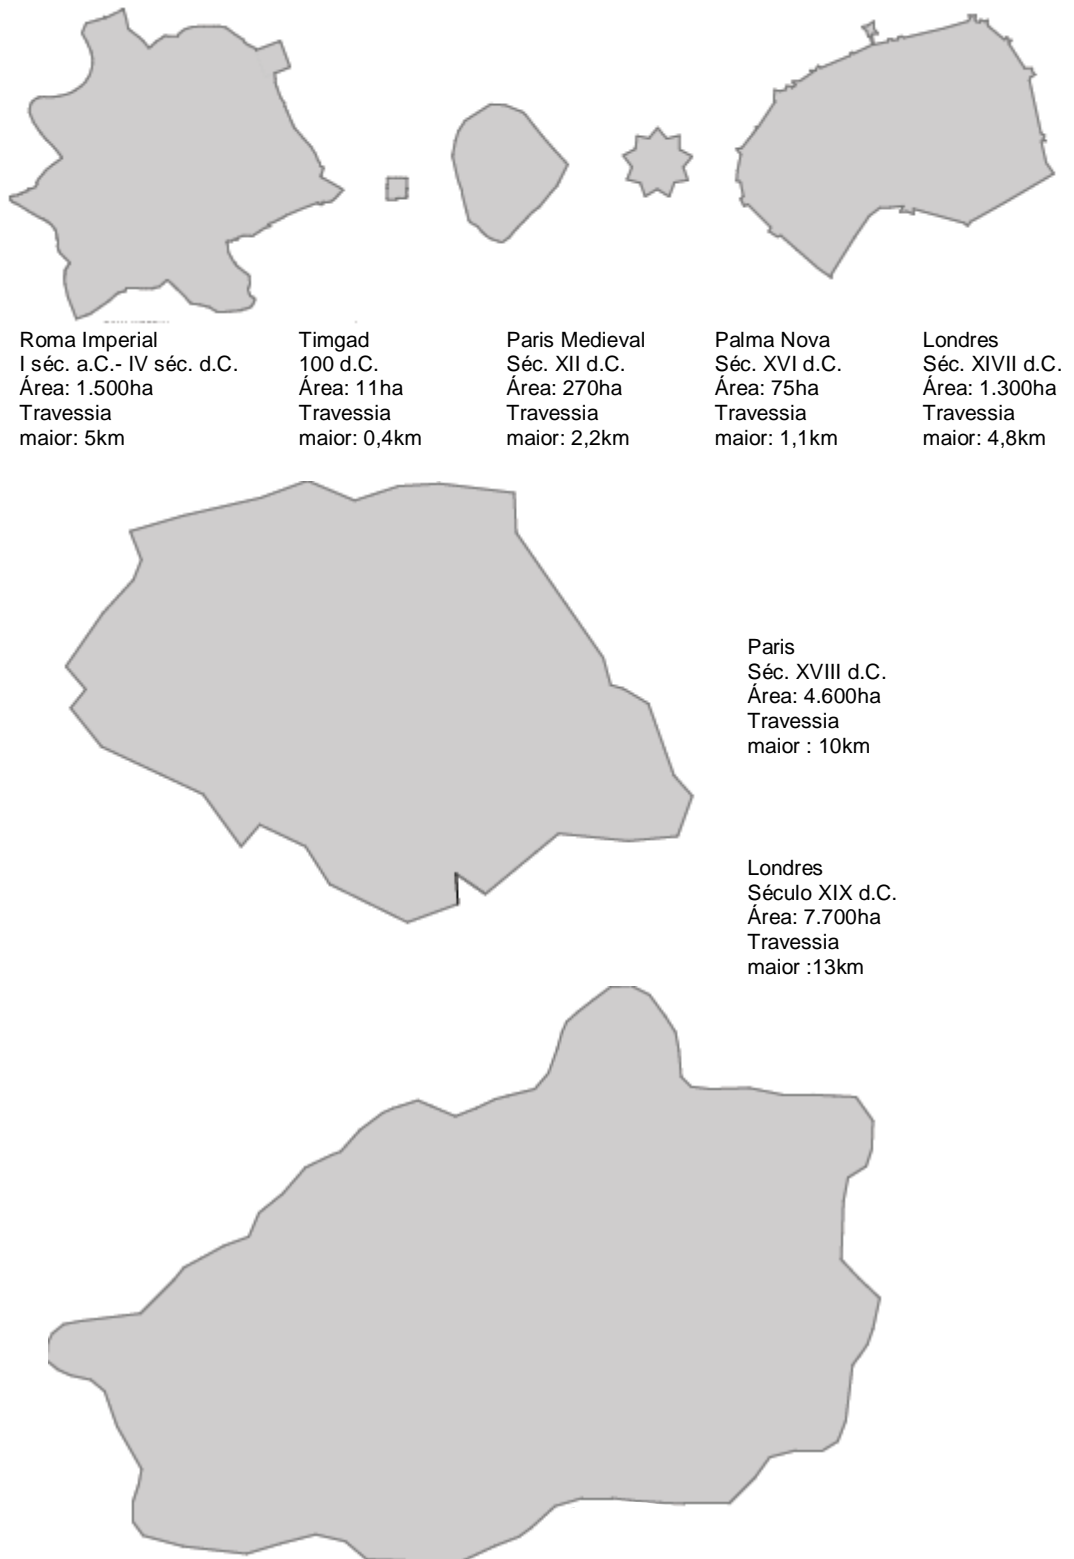 Roma Imperial
I séc. a.C.- IV séc. d.C.
Área: 1.500ha
Travessia
maior: 5km
Timgad
100 d.C.
Área: 11ha
Travessia
maior: 0,4km
Paris Medieval
Séc. XII d.C.
Área: 270ha
Travessia
maior: 2,2km
Palma Nova
Séc. XVI d.C.
Área: 75ha
Travessia
maior: 1,1km
Londres
Séc. XIVII d.C.
Área: 1.300ha
Travessia
maior: 4,8km
Paris
Séc. XVIII d.C.
Área: 4.600ha
Travessia
maior : 10km
Londres
Século XIX d.C.
Área: 7.700ha
Travessia
maior :13km